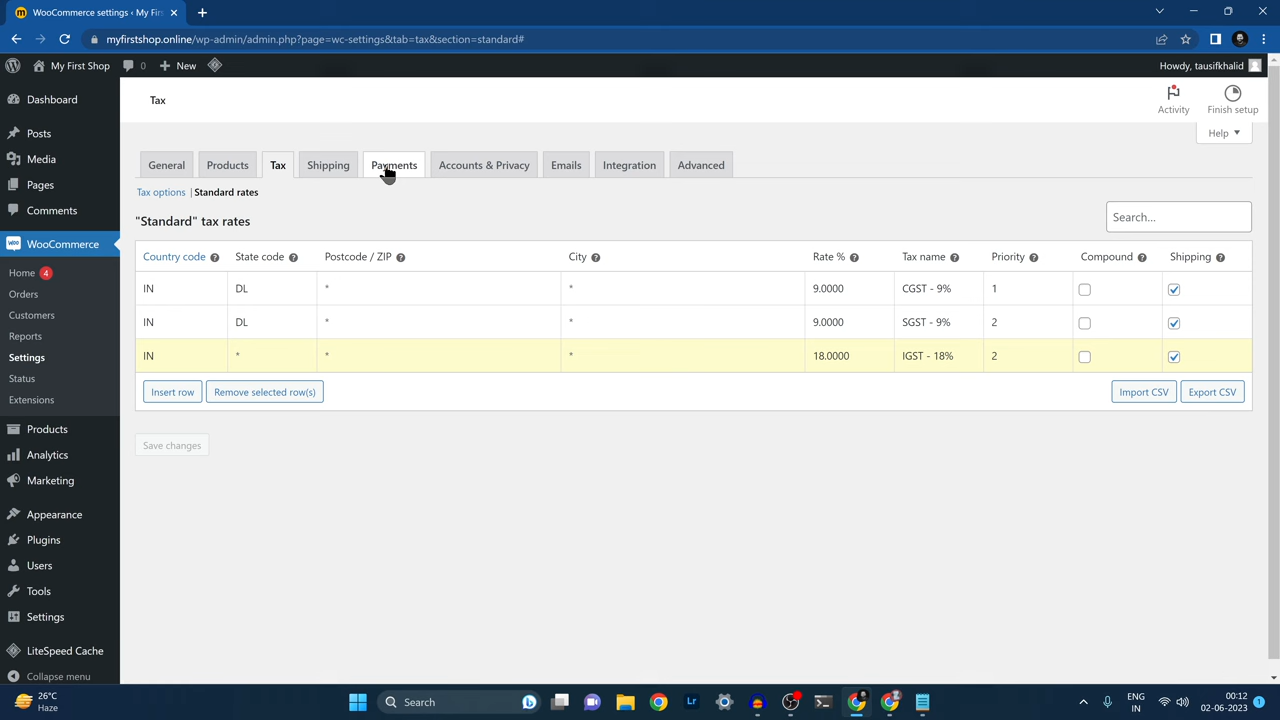 WooCommerce settings ‹ My Firs
myfirstshop.online/wp-admin/admin.php?page=wc-settings&tab=tax&section=standard#
My First Shop
0
New
Howdy, tausifkhalid
Dashboard
Posts
Media
Pages
Comments
WooCommerce
Home 4
Orders
Customers
Reports
Settings
Status
Extensions
Products
Analytics
Marketing
Appearance
Plugins
Users
Tools
Settings
LiteSpeed Cache
Collapse menu
Tax
Activity
Finish setup
Help
General Products Tax Shipping Payments Accounts & Privacy Emails Integration Advanced
Tax options | Standard rates
"Standard" tax rates
Search…
Country code State code Postcode / ZIP City Rate % Tax name Priority Compound Shipping
IN DL * * 9.0000 CGST - 9% 1
IN DL * * 9.0000 SGST - 9% 2
IN * * * 18.0000 IGST - 18% 2
Insert row Remove selected row(s) Import CSV Export CSV
Save changes
26°C
Haze
Search
Lr
ENG
IN
00:12
02-06-2023
1